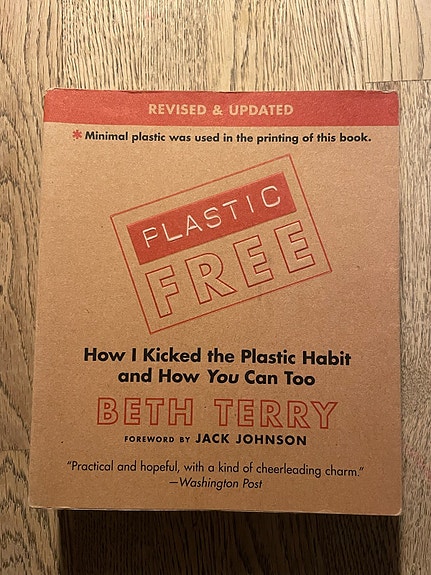 REVISED & UPDATED
* Minimal plastic was used in the printing of this book.
PLASTIC
FREE
How I Kicked the Plastic Habit
and How You Can Too
BETH TERRY
FOREWORD BY JACK JOHNSON
“Practical and hopeful, with a kind of cheerleading charm.”
—Washington Post